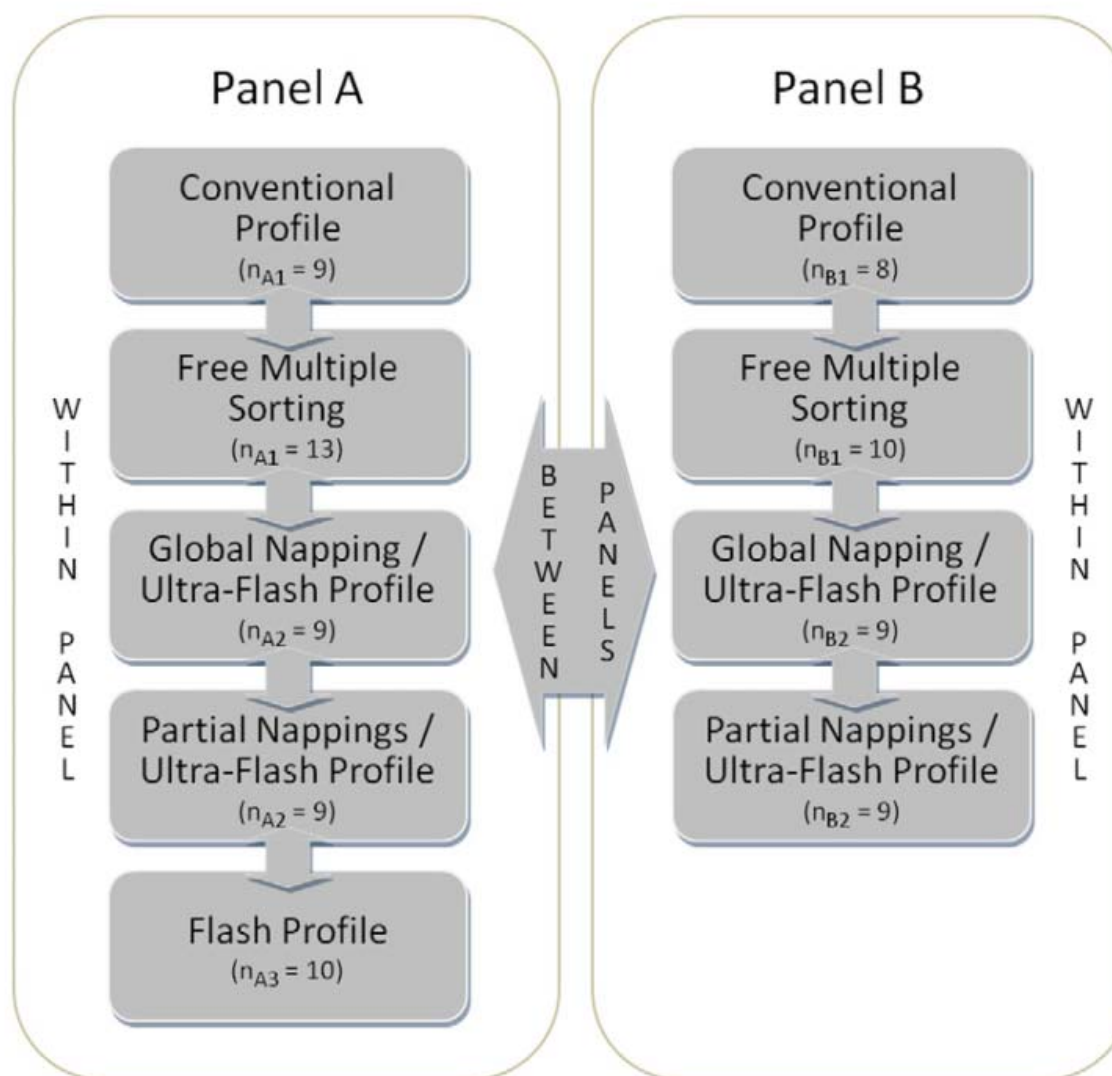 Panel A
Conventional
Profile
(nA1 = 9)
Free Multiple
Sorting
(nA1 = 13)
Global Napping /
Ultra-Flash Profile
(nA2 = 9)
Partial Nappings /
Ultra-Flash Profile
(nA2 = 9)
Flash Profile
(nA3 = 10)
WITHIN PANEL
BETWEEN
PANELS
Panel B
Conventional
Profile
(nB1 = 8)
Free Multiple
Sorting
(nB1 = 10)
Global Napping /
Ultra-Flash Profile
(nB2 = 9)
Partial Nappings /
Ultra-Flash Profile
(nB2 = 9)
WITHIN PANEL